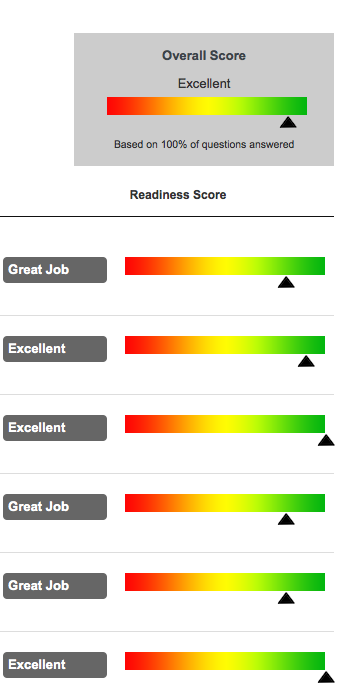 Overall Score
Excellent
Based on 100% of questions answered
Readiness Score
Great Job
Excellent
Excellent
Great Job
Great Job
Excellent